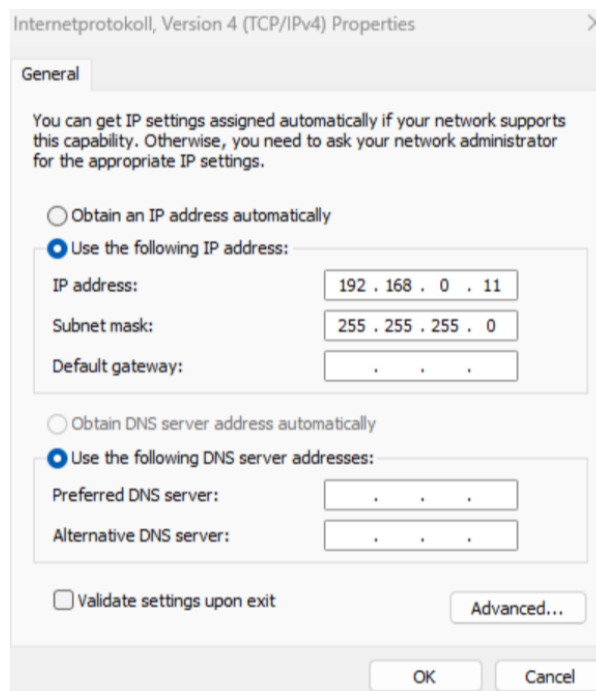 Internetprotokoll, Version 4 (TCP/IPv4) Properties
General
You can get IP settings assigned automatically if your network supports
this capability. Otherwise, you need to ask your network administrator
for the appropriate IP settings.
Obtain an IP address automatically
Use the following IP address:
IP address: 192 . 168 . 0 . 11
Subnet mask: 255 . 255 . 255 . 0
Default gateway: . . .
Obtain DNS server address automatically
Use the following DNS server addresses:
Preferred DNS server: . . .
Alternative DNS server: . . .
Validate settings upon exit
Advanced...
OK Cancel